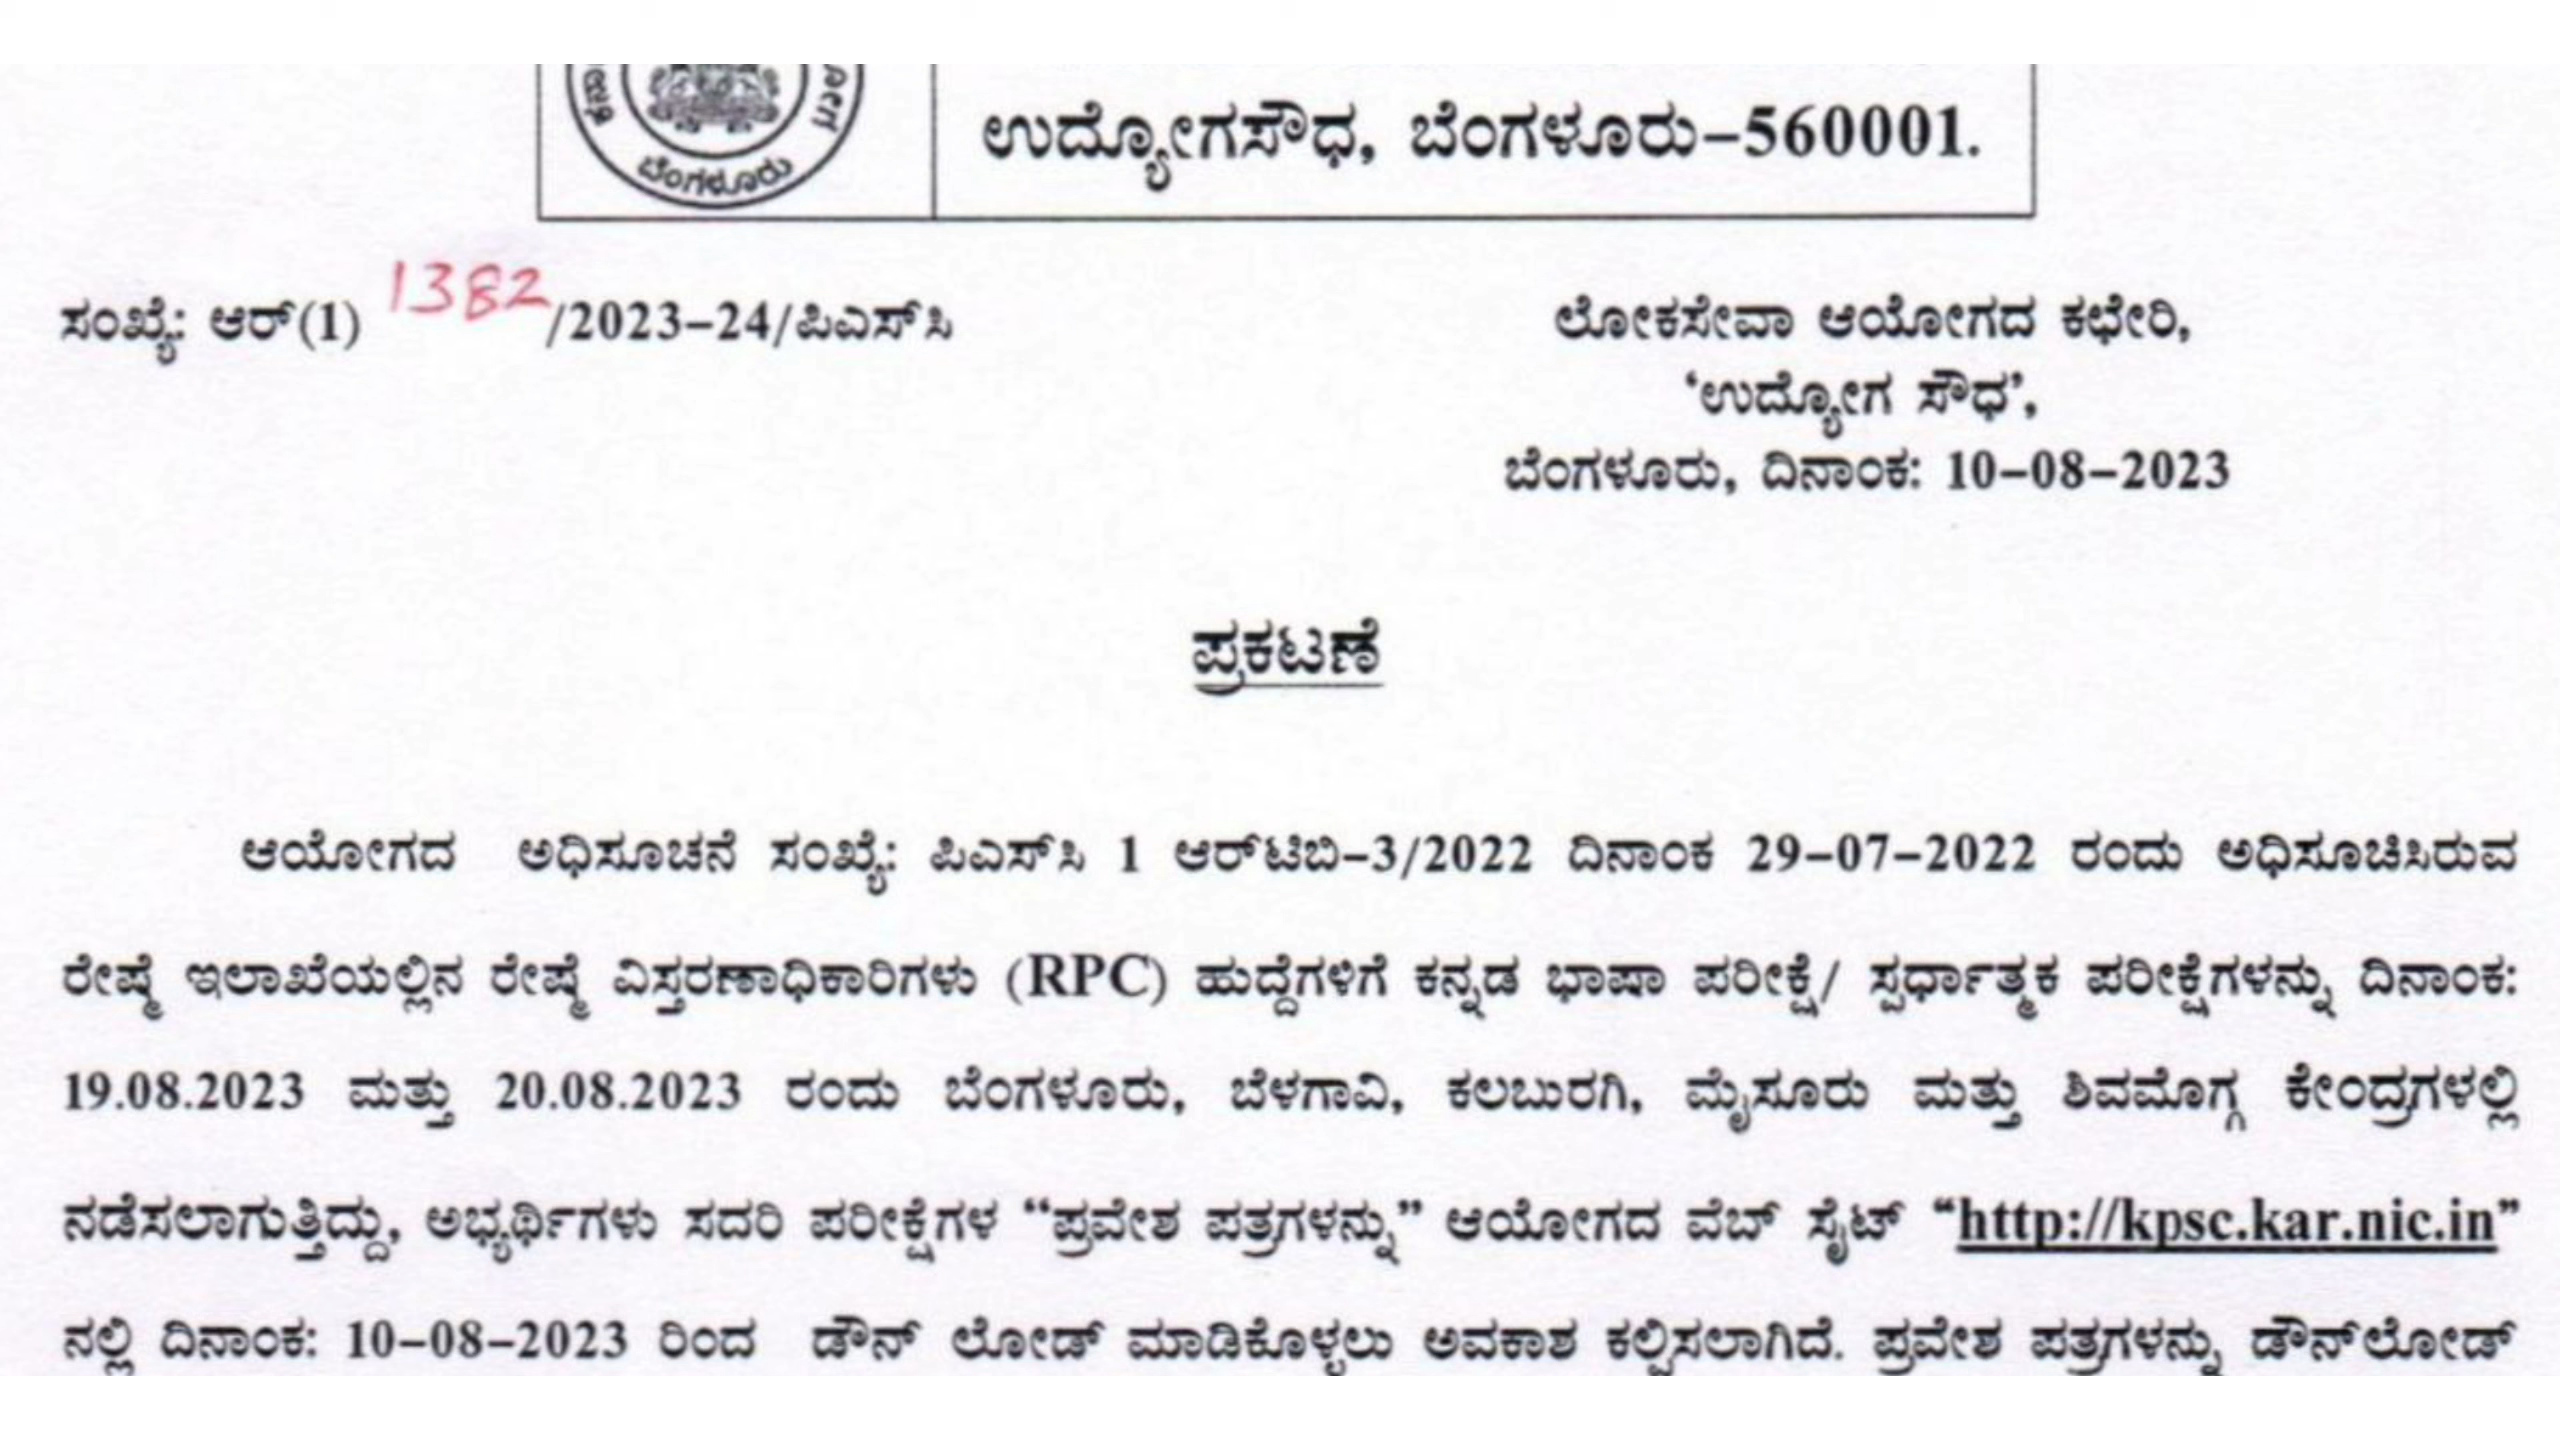 ಬೆಂಗಳೂರು
ಉದ್ಯೋಗಸೌಧ, ಬೆಂಗಳೂರು–560001.
ಸಂಖ್ಯೆ: ಆರ್(1) 1382/2023–24/ಪಿಎಸ್‌ಸಿ
ಲೋಕಸೇವಾ ಆಯೋಗದ ಕಛೇರಿ,
‘ಉದ್ಯೋಗ ಸೌಧ’,
ಬೆಂಗಳೂರು, ದಿನಾಂಕ: 10–08–2023
ಪ್ರಕಟಣೆ
ಆಯೋಗದ ಅಧಿಸೂಚನೆ ಸಂಖ್ಯೆ: ಪಿಎಸ್‌ಸಿ 1 ಆರ್‌ಟಿಬಿ–3/2022 ದಿನಾಂಕ 29–07–2022 ರಂದು ಅಧಿಸೂಚಿಸಿರುವ
ರೇಷ್ಮೆ ಇಲಾಖೆಯಲ್ಲಿನ ರೇಷ್ಮೆ ವಿಸ್ತರಣಾಧಿಕಾರಿಗಳು (RPC) ಹುದ್ದೆಗಳಿಗೆ ಕನ್ನಡ ಭಾಷಾ ಪರೀಕ್ಷೆ/ ಸ್ಪರ್ಧಾತ್ಮಕ ಪರೀಕ್ಷೆಗಳನ್ನು ದಿನಾಂಕ:
19.08.2023 ಮತ್ತು 20.08.2023 ರಂದು ಬೆಂಗಳೂರು, ಬೆಳಗಾವಿ, ಕಲಬುರಗಿ, ಮೈಸೂರು ಮತ್ತು ಶಿವಮೊಗ್ಗ ಕೇಂದ್ರಗಳಲ್ಲಿ
ನಡೆಸಲಾಗುತ್ತಿದ್ದು, ಅಭ್ಯರ್ಥಿಗಳು ಸದರಿ ಪರೀಕ್ಷೆಗಳ “ಪ್ರವೇಶ ಪತ್ರಗಳನ್ನು” ಆಯೋಗದ ವೆಬ್ ಸೈಟ್ “http://kpsc.kar.nic.in”
ನಲ್ಲಿ ದಿನಾಂಕ: 10–08–2023 ರಿಂದ ಡೌನ್ ಲೋಡ್ ಮಾಡಿಕೊಳ್ಳಲು ಅವಕಾಶ ಕಲ್ಪಿಸಲಾಗಿದೆ. ಪ್ರವೇಶ ಪತ್ರಗಳನ್ನು ಡೌನ್‌ಲೋಡ್